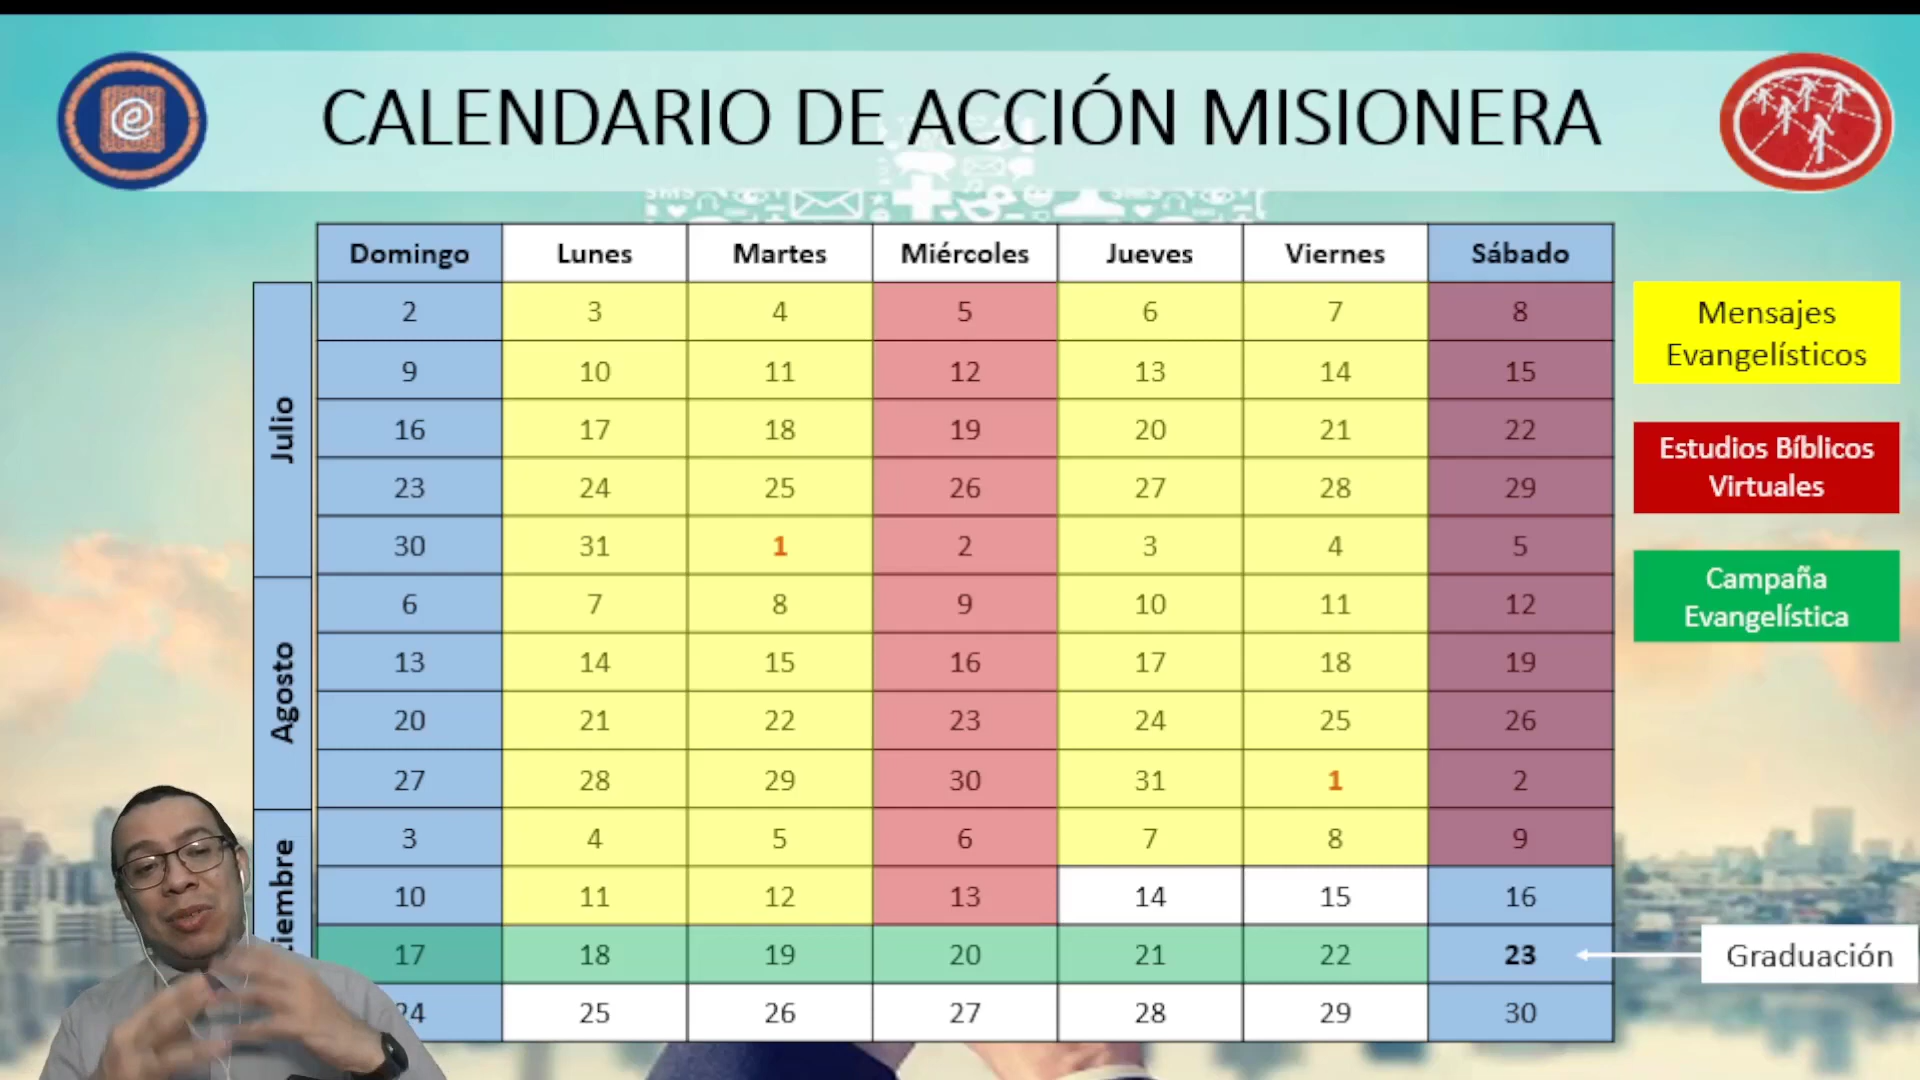 CALENDARIO DE ACCIÓN MISIONERA
Domingo Lunes Martes Miércoles Jueves Viernes Sábado
Julio
2 3 4 5 6 7 8
9 10 11 12 13 14 15
16 17 18 19 20 21 22
23 24 25 26 27 28 29
30 31 1 2 3 4 5
Agosto
6 7 8 9 10 11 12
13 14 15 16 17 18 19
20 21 22 23 24 25 26
27 28 29 30 31 1 2
tiembre
3 4 5 6 7 8 9
10 11 12 13 14 15 16
17 18 19 20 21 22 23
24 25 26 27 28 29 30
Mensajes
Evangelísticos
Estudios Bíblicos
Virtuales
Campaña
Evangelística
Graduación